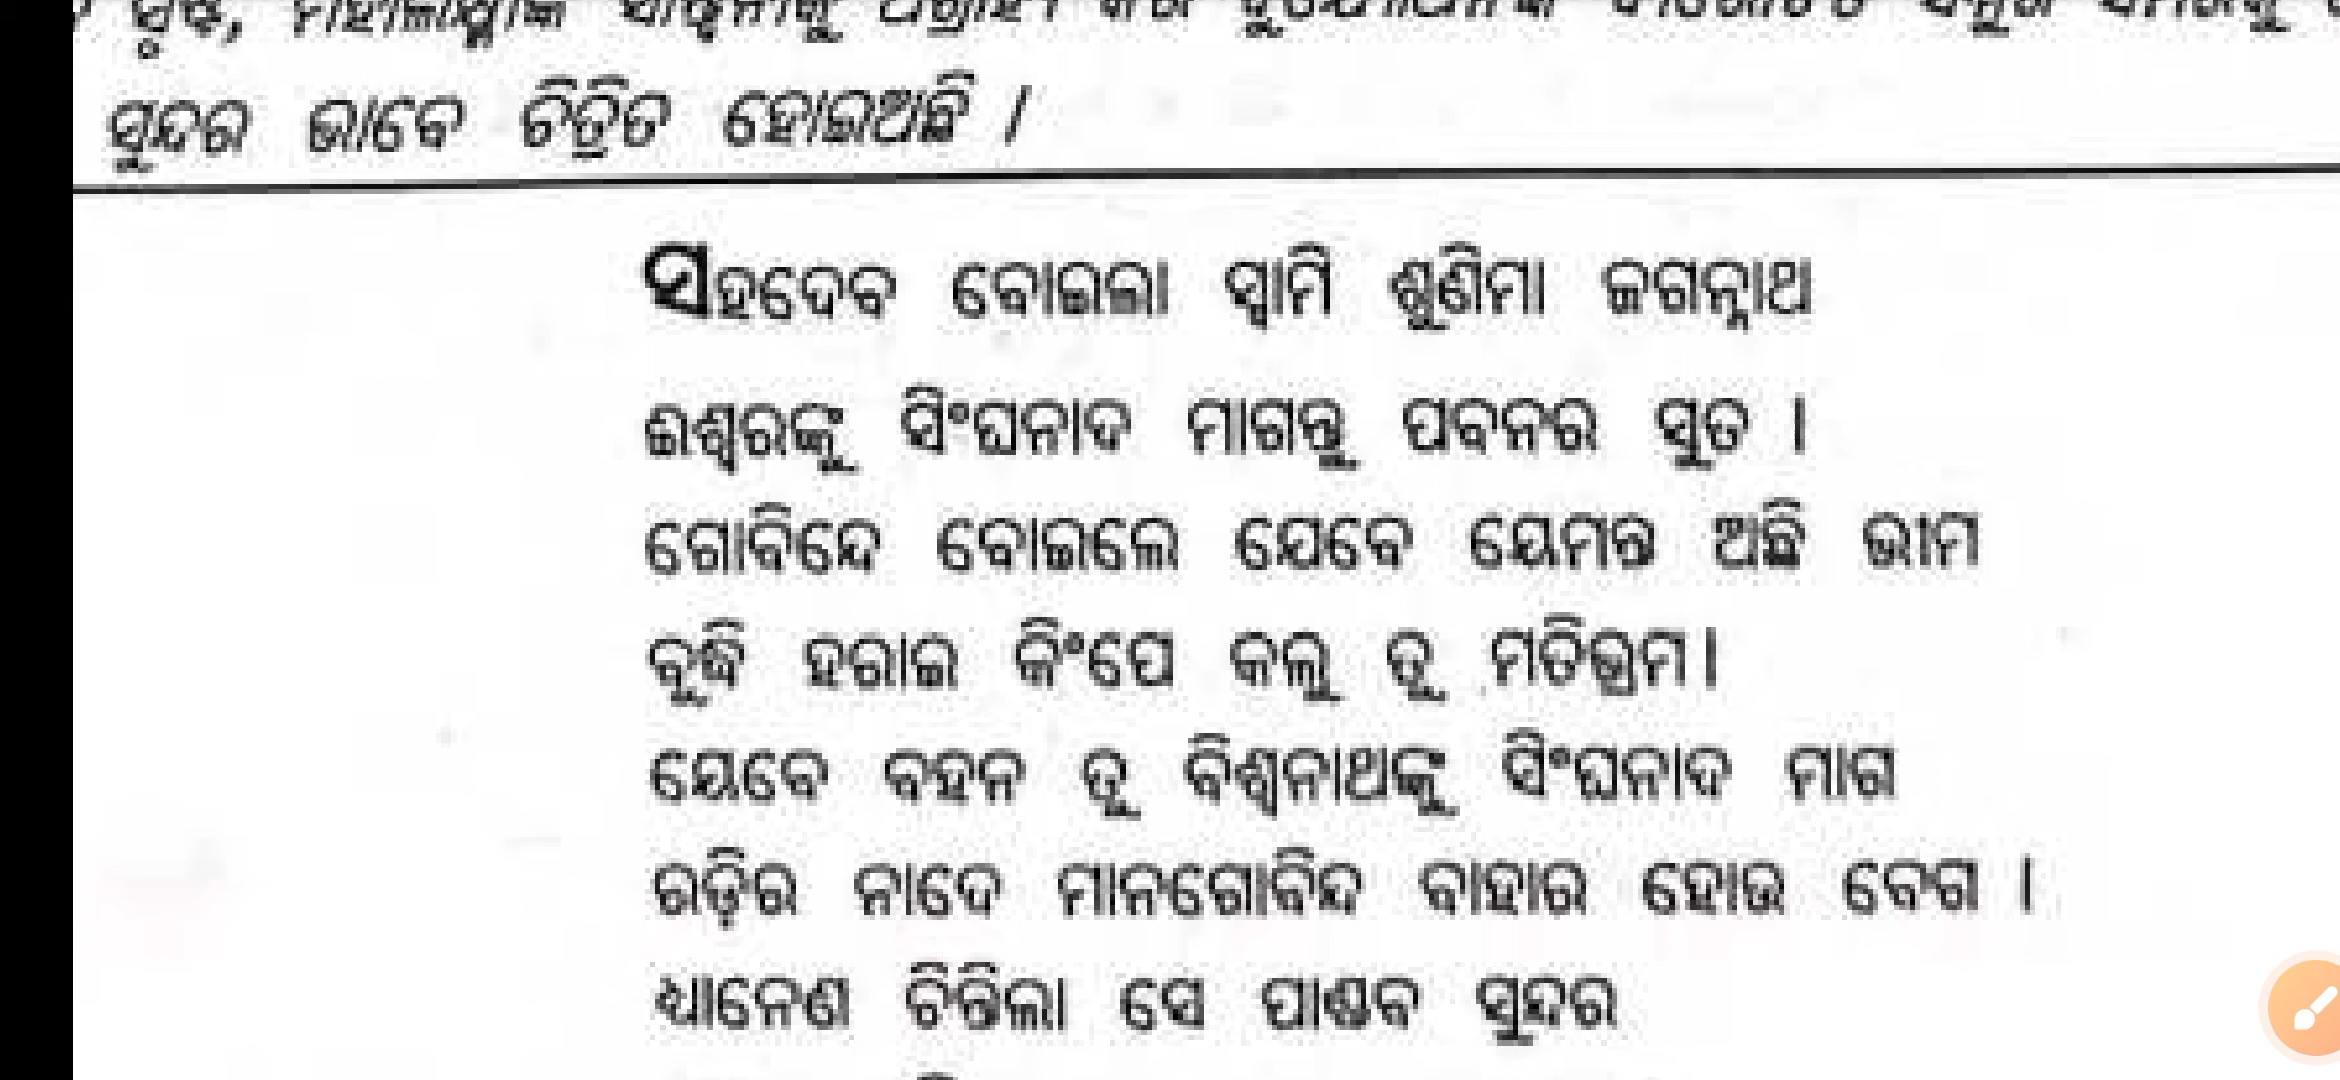 ସୁନ୍ଦର ଭାବେ ଚିତ୍ରିତ ହୋଇଅଛି ।
ସହଦେବ ବୋଇଲା ସ୍ୱାମି ଶୁଣିମା ଜଗନ୍ନାଥ
ଈଶ୍ୱରଙ୍କୁ ସିଂଘନାଦ ମାଗନ୍ତୁ ପବନର ସୁତ ।
ଗୋବିନ୍ଦେ ବୋଇଲେ ଯେବେ ୟେମନ୍ତ ଅଛି ଭୀମ
ବୁଦ୍ଧି ହରାଇ କିଂପେ କଲୁ ତୁ ମତିଭ୍ରମ।
ୟେବେ ବହନ ତୁ ବିଶ୍ୱନାଥଙ୍କୁ ସିଂଘନାଦ ମାଗ
ରଡ଼ିର ନାଦେ ମାନଗୋବିନ୍ଦ ବାହାର ହୋଉ ବେଗ ।
ଧ୍ୟାନେଣ ଚିନ୍ତିଲା ସେ ପାଣ୍ଡବ ସୁନ୍ଦର